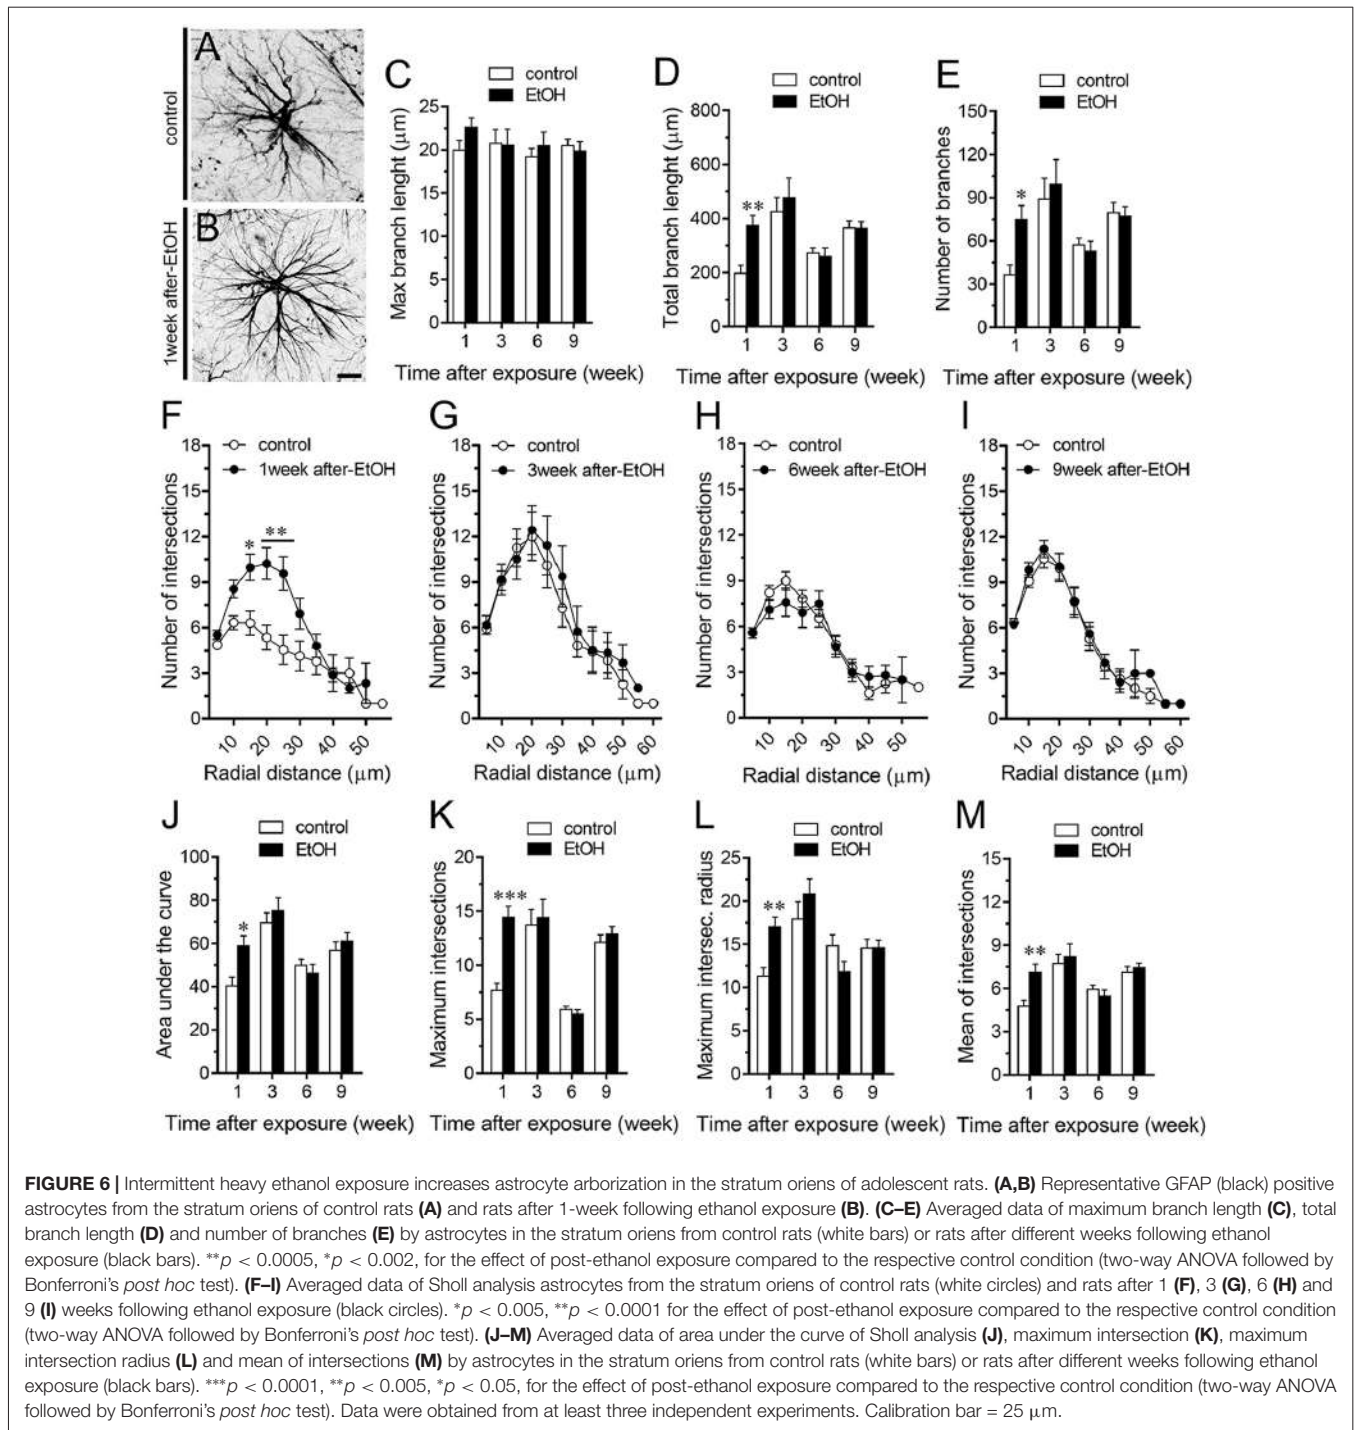 A
control
B
1week after-EtOH
C
control
EtOH
Max branch lenght (μm)
25
20
15
10
5
0
1 3 6 9
Time after exposure (week)
D
control
EtOH
Total branch lenght (μm)
800
600
400
200
0
**
1 3 6 9
Time after exposure (week)
E
control
EtOH
Number of branches
150
120
90
60
30
0
*
1 3 6 9
Time after exposure (week)
F
control
1week after-EtOH
Number of intersections
18
15
12
9
6
3
0
* **
10 20 30 40 50
Radial distance (μm)
G
control
3week after-EtOH
Number of intersections
18
15
12
9
6
3
0
10 20 30 40 50 60
Radial distance (μm)
H
control
6week after-EtOH
Number of intersections
18
15
12
9
6
3
0
10 20 30 40 50
Radial distance (μm)
I
control
9week after-EtOH
Number of intersections
18
15
12
9
6
3
0
10 20 30 40 50 60
Radial distance (μm)
J
control
EtOH
Area under the curve
100
80
60
40
20
0
*
1 3 6 9
Time after exposure (week)
K
control
EtOH
Maximum intersections
20
15
10
5
0
***
1 3 6 9
Time after exposure (week)
L
control
EtOH
Maximum intersec. radius
25
20
15
10
5
0
**
1 3 6 9
Time after exposure (week)
M
control
EtOH
Mean of intersections
15
12
9
6
3
0
**
1 3 6 9
Time after exposure (week)
FIGURE 6 | Intermittent heavy ethanol exposure increases astrocyte arborization in the stratum oriens of adolescent rats. (A,B) Representative GFAP (black) positive
astrocytes from the stratum oriens of control rats (A) and rats after 1-week following ethanol exposure (B). (C–E) Averaged data of maximum branch length (C), total
branch length (D) and number of branches (E) by astrocytes in the stratum oriens from control rats (white bars) or rats after different weeks following ethanol
exposure (black bars). **p < 0.0005, *p < 0.002, for the effect of post-ethanol exposure compared to the respective control condition (two-way ANOVA followed by
Bonferroni's post hoc test). (F–I) Averaged data of Sholl analysis astrocytes from the stratum oriens of control rats (white circles) and rats after 1 (F), 3 (G), 6 (H) and
9 (I) weeks following ethanol exposure (black circles). *p < 0.005, **p < 0.0001 for the effect of post-ethanol exposure compared to the respective control condition
(two-way ANOVA followed by Bonferroni's post hoc test). (J–M) Averaged data of area under the curve of Sholl analysis (J), maximum intersection (K), maximum
intersection radius (L) and mean of intersections (M) by astrocytes in the stratum oriens from control rats (white bars) or rats after different weeks following ethanol
exposure (black bars). ***p < 0.0001, **p < 0.005, *p < 0.05, for the effect of post-ethanol exposure compared to the respective control condition (two-way ANOVA
followed by Bonferroni's post hoc test). Data were obtained from at least three independent experiments. Calibration bar = 25 μm.